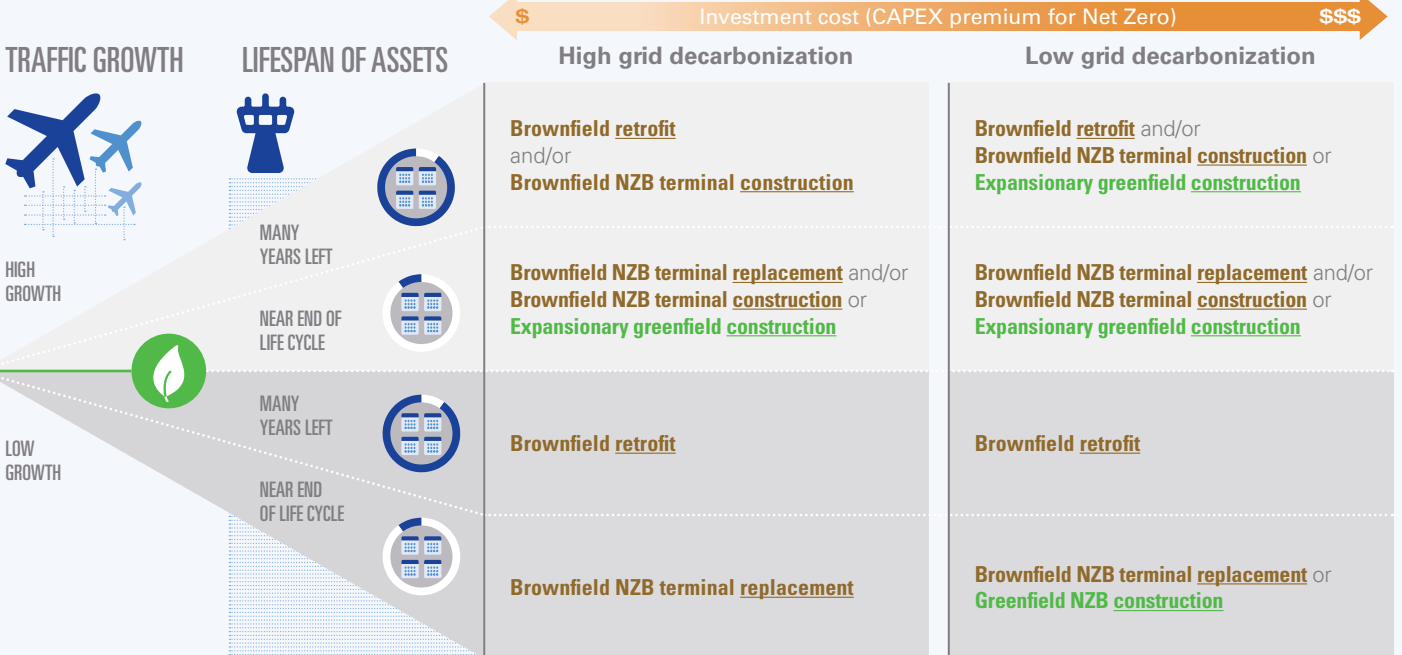 $ Investment cost (CAPEX premium for Net Zero) $$$
TRAFFIC GROWTH
LIFESPAN OF ASSETS
High grid decarbonization
Low grid decarbonization
HIGH
GROWTH
MANY
YEARS LEFT
Brownfield retrofit
and/or
Brownfield NZB terminal construction
Brownfield retrofit and/or
Brownfield NZB terminal construction or
Expansionary greenfield construction
NEAR END OF
LIFE CYCLE
Brownfield NZB terminal replacement and/or
Brownfield NZB terminal construction or
Expansionary greenfield construction
Brownfield NZB terminal replacement and/or
Brownfield NZB terminal construction or
Expansionary greenfield construction
LOW
GROWTH
MANY
YEARS LEFT
Brownfield retrofit
Brownfield retrofit
NEAR END
OF LIFE CYCLE
Brownfield NZB terminal replacement
Brownfield NZB terminal replacement or
Greenfield NZB construction